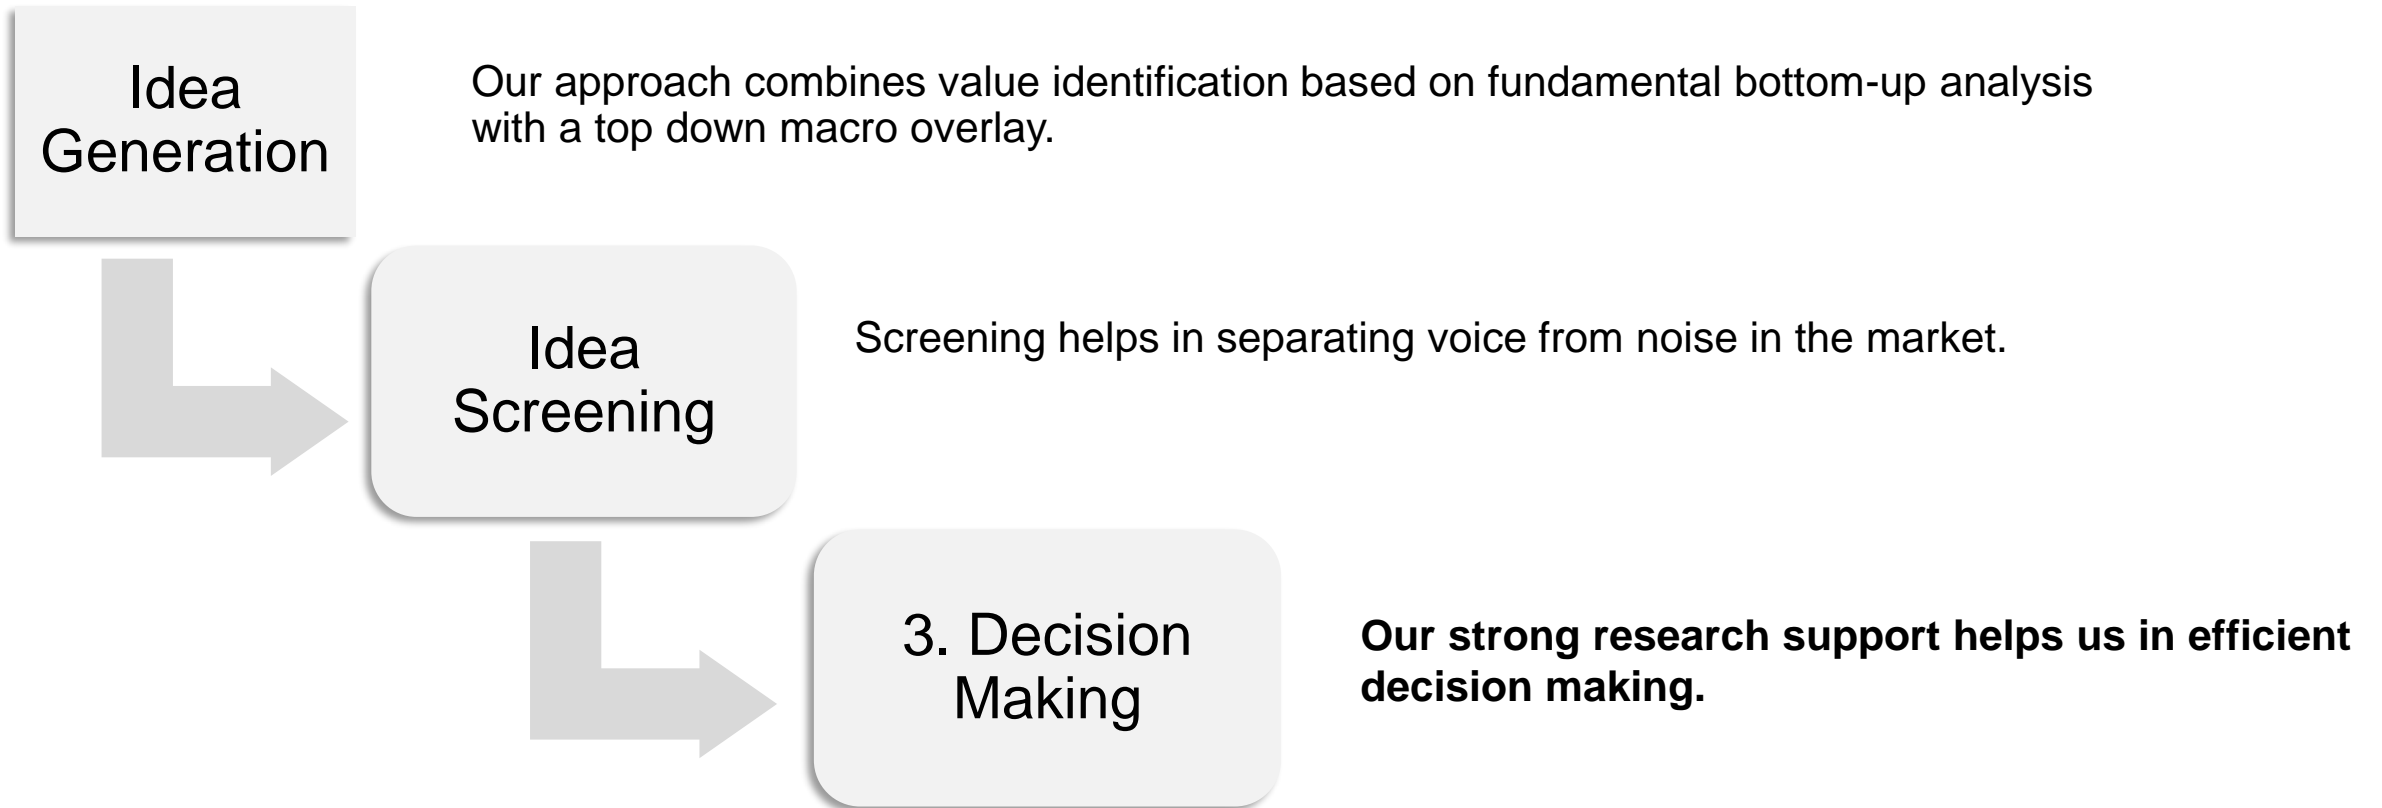 Idea
Generation
Our approach combines value identification based on fundamental bottom-up analysis
with a top down macro overlay.
Idea
Screening
Screening helps in separating voice from noise in the market.
3. Decision
Making
Our strong research support helps us in efficient
decision making.